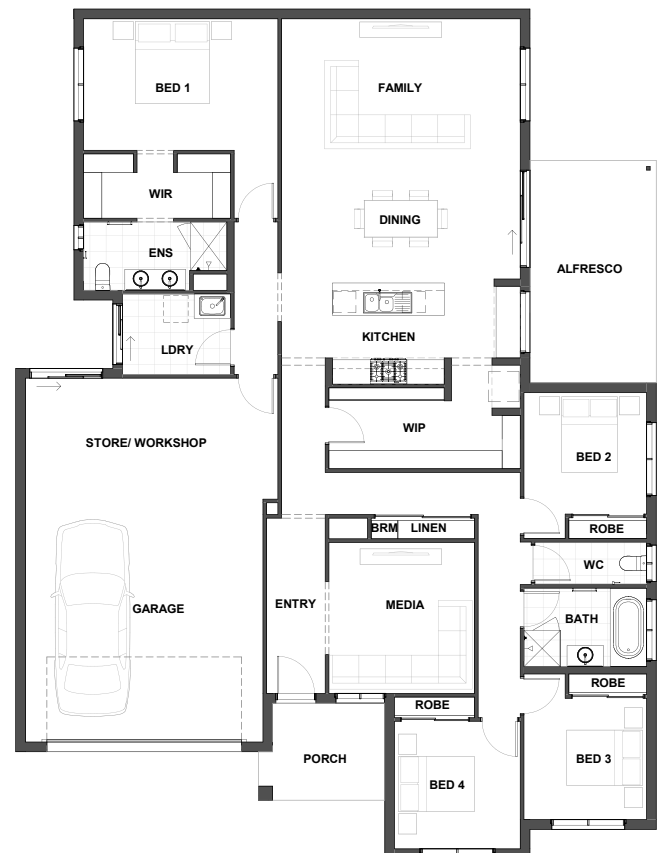 BED 1
FAMILY
WIR
DINING
ENS
ALFRESCO
KITCHEN
LDRY
WIP
STORE/ WORKSHOP
BED 2
BRM LINEN
ROBE
WC
ENTRY
MEDIA
GARAGE
BATH
ROBE
ROBE
PORCH
BED 3
BED 4